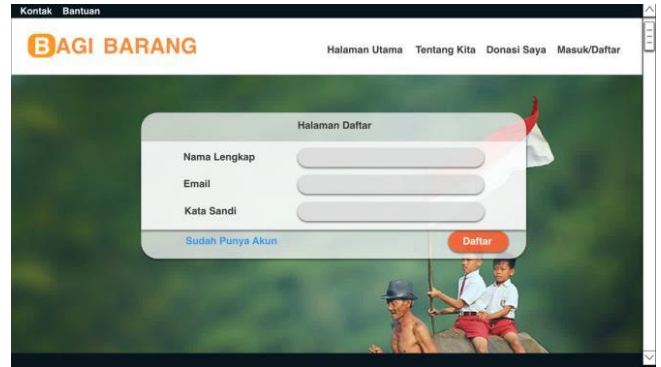 Kontak Bantuan
BAGI BARANG
Halaman Utama Tentang Kita Donasi Saya Masuk/Daftar
Halaman Daftar
Nama Lengkap
Email
Kata Sandi
Sudah Punya Akun Daftar